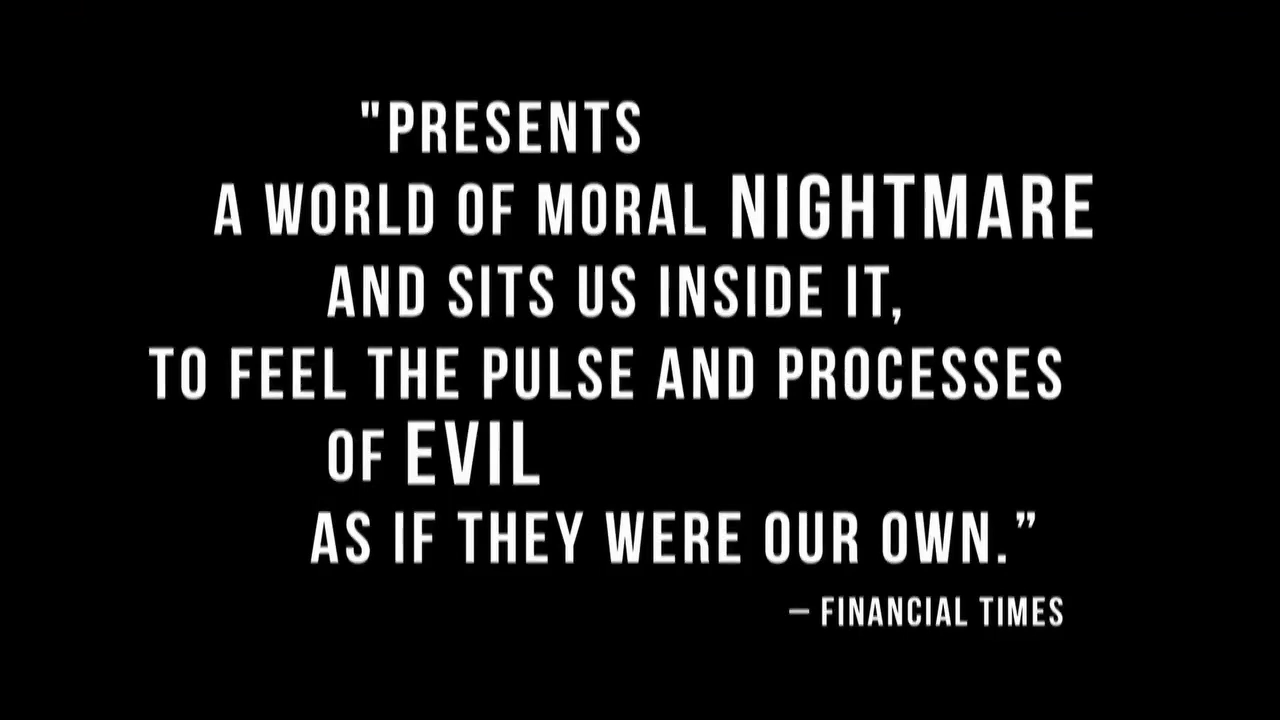 "PRESENTS
A WORLD OF MORAL NIGHTMARE
AND SITS US INSIDE IT,
TO FEEL THE PULSE AND PROCESSES
OF EVIL
AS IF THEY WERE OUR OWN.”
– FINANCIAL TIMES